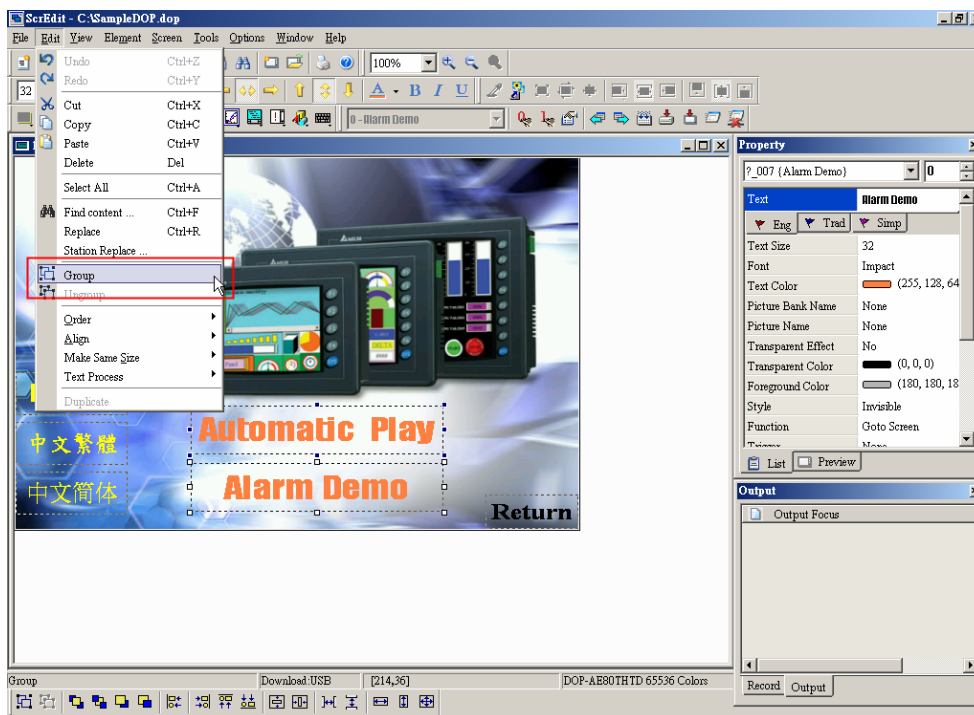 ScrEdit - C:\SampleDOP.dop
File Edit View Element Screen Tools Options Window Help
100%
32
A B I U
0 - Alarm Demo
Undo Ctrl+Z
Redo Ctrl+Y
Cut Ctrl+X
Copy Ctrl+C
Paste Ctrl+V
Delete Del
Select All Ctrl+A
Find content ... Ctrl+F
Replace Ctrl+R
Station Replace ...
Group
Ungroup
Order
Align
Make Same Size
Text Process
Duplicate
DELTA
Automatic Play
中文繁體
Alarm Demo
中文简体
Return
Property
?_007 {Alarm Demo} 0
Text Alarm Demo
Eng Trad Simp
Text Size 32
Font Impact
Text Color (255, 128, 64
Picture Bank Name None
Picture Name None
Transparent Effect No
Transparent Color (0, 0, 0)
Foreground Color (180, 180, 18
Style Invisible
Function Goto Screen
Trigger None
List Preview
Output
Output Focus
Record Output
Group Download:USB [214,36] DOP-AE80THTD 65536 Colors